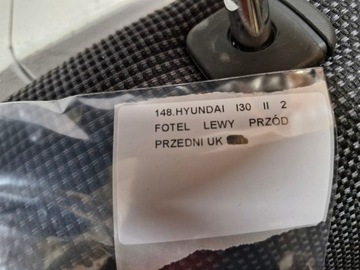 148.HYUNDAI I30 II 2
FOTEL LEWY PRZÓD
PRZEDNI UK